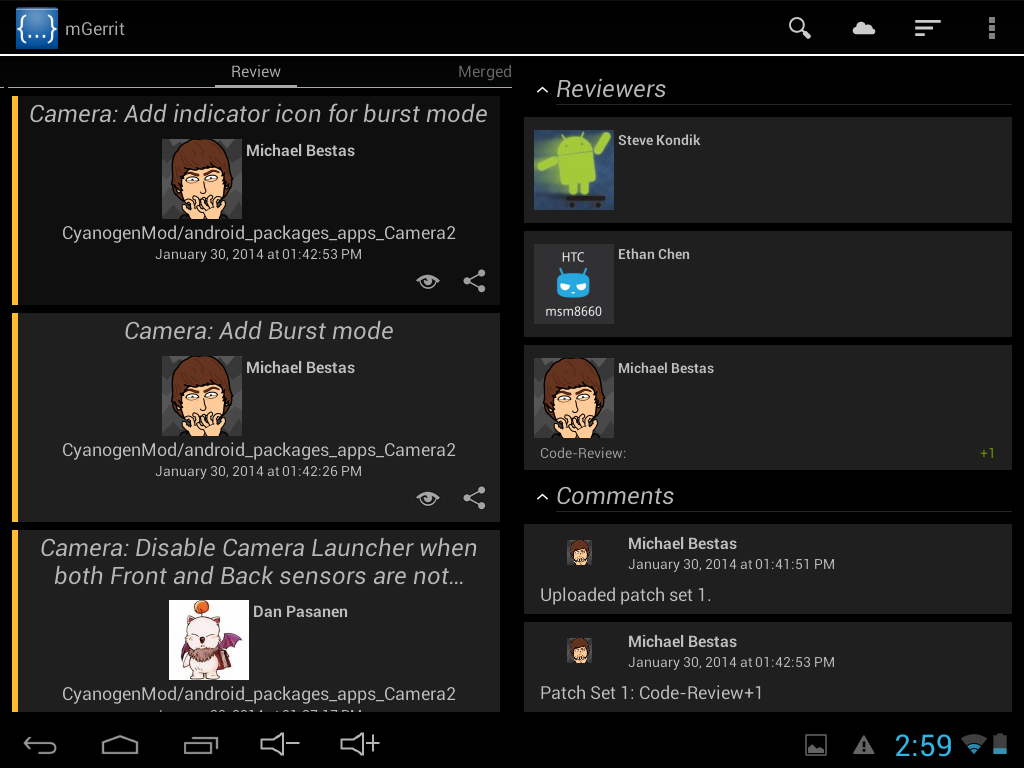 {...} mGerrit
Review
Merged
Camera: Add indicator icon for burst mode
Michael Bestas
CyanogenMod/android_packages_apps_Camera2
January 30, 2014 at 01:42:53 PM
Camera: Add Burst mode
Michael Bestas
CyanogenMod/android_packages_apps_Camera2
January 30, 2014 at 01:42:26 PM
Camera: Disable Camera Launcher when
both Front and Back sensors are not...
Dan Pasanen
CyanogenMod/android_packages_apps_Camera2
Reviewers
Steve Kondik
HTC
msm8660
Ethan Chen
Michael Bestas
Code-Review: +1
Comments
Michael Bestas
January 30, 2014 at 01:41:51 PM
Uploaded patch set 1.
Michael Bestas
January 30, 2014 at 01:42:53 PM
Patch Set 1: Code-Review+1
2:59